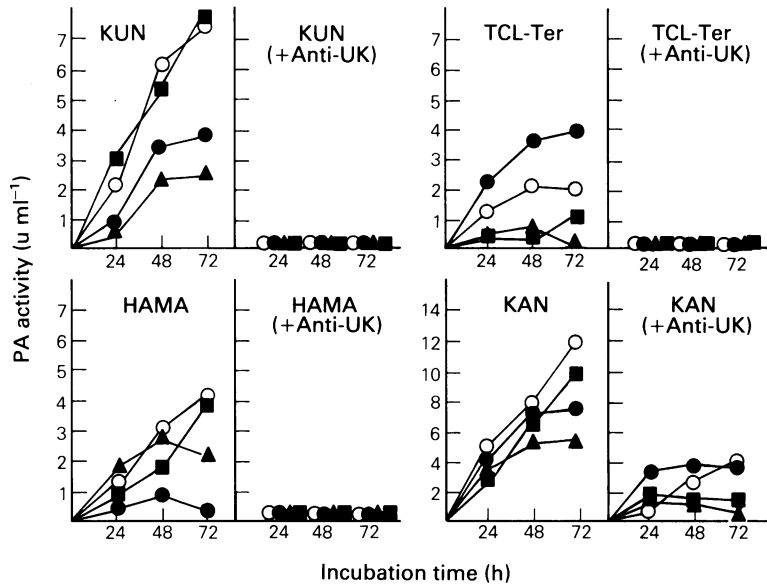 PA activity (u ml⁻¹)
KUN
7
6
5
4
3
2
1
24 48 72
KUN
(+Anti-UK)
24 48 72
TCL-Ter
7
6
5
4
3
2
1
24 48 72
TCL-Ter
(+Anti-UK)
24 48 72
HAMA
7
6
5
4
3
2
1
24 48 72
HAMA
(+Anti-UK)
24 48 72
KAN
14
12
10
8
6
4
2
24 48 72
KAN
(+Anti-UK)
24 48 72
Incubation time (h)